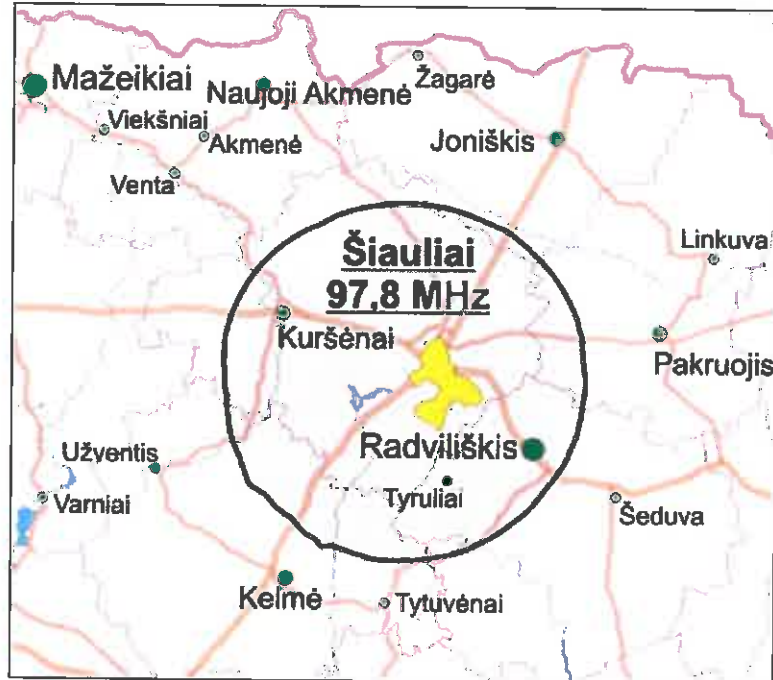 Mažeikiai
Naujoji Akmenė
Žagarė
Viekšniai
Akmenė
Joniškis
Venta
Linkuva
Šiauliai
97,8 MHz
Kuršėnai
Pakruojis
Radviliškis
Užventis
Tyruliai
Varniai
Šeduva
Kelmė
Tytuvėnai